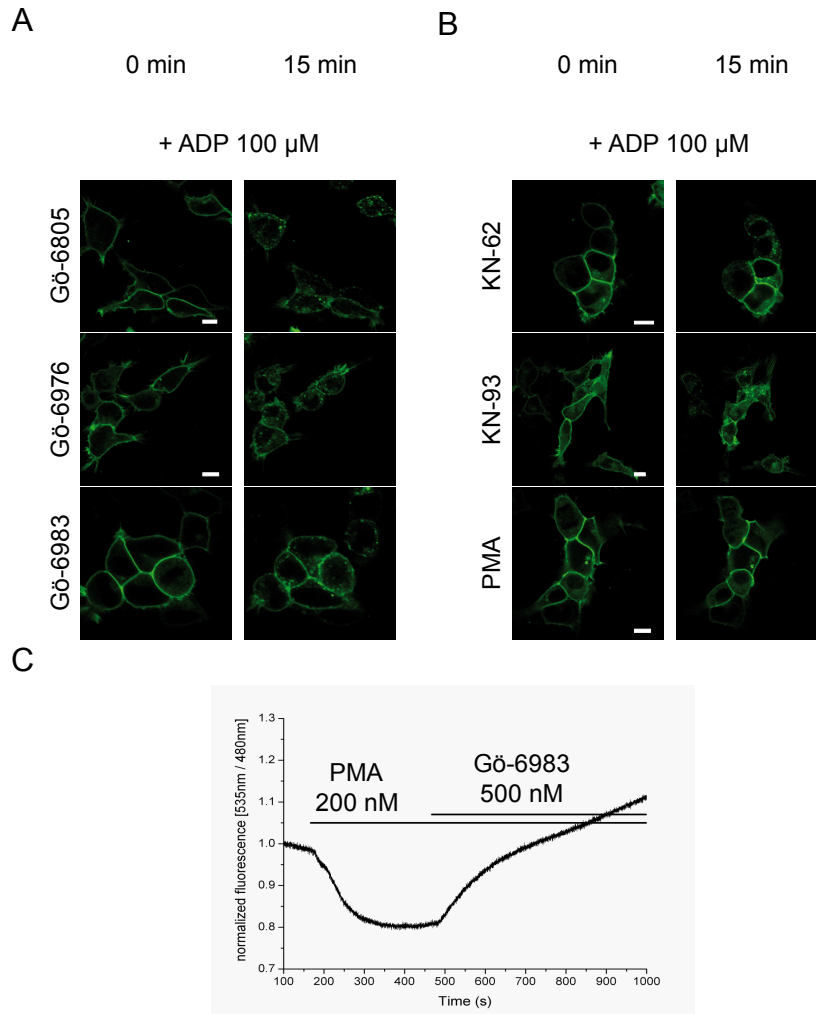 A
0 min 15 min
+ ADP 100 µM
Gö-6805
Gö-6976
Gö-6983
B
0 min 15 min
+ ADP 100 µM
KN-62
KN-93
PMA
C
normalized fluorescence [535nm / 480nm]
1.3
1.2
1.1
1.0
0.9
0.8
0.7
PMA
200 nM
Gö-6983
500 nM
100 200 300 400 500 600 700 800 900 1000
Time (s)